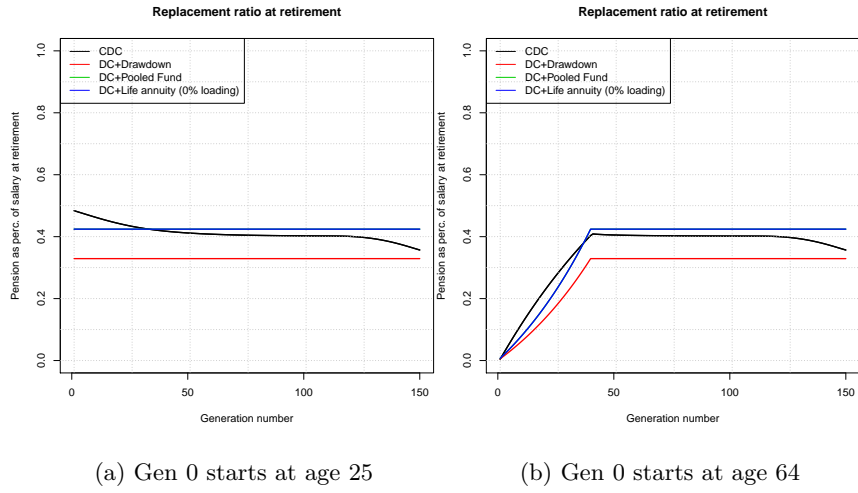 Replacement ratio at retirement
1.0
0.8
0.6
0.4
0.2
0.0
Pension as perc. of salary at retirement
CDC
DC+Drawdown
DC+Pooled Fund
DC+Life annuity (0% loading)
0
50
100
150
Generation number
(a) Gen 0 starts at age 25
Replacement ratio at retirement
1.0
0.8
0.6
0.4
0.2
0.0
Pension as perc. of salary at retirement
CDC
DC+Drawdown
DC+Pooled Fund
DC+Life annuity (0% loading)
0
50
100
150
Generation number
(b) Gen 0 starts at age 64